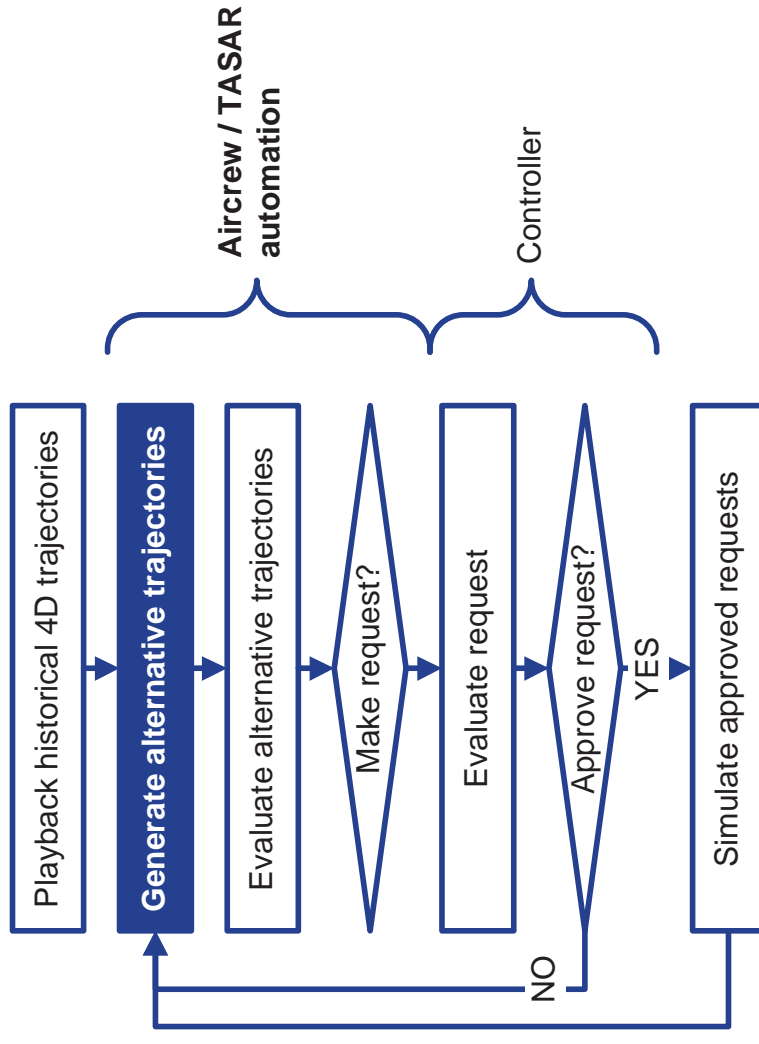 Playback historical 4D trajectories
Generate alternative trajectories
Evaluate alternative trajectories
Make request?
Evaluate request
Approve request?
NO
YES
Simulate approved requests
Aircrew / TASAR
automation
Controller